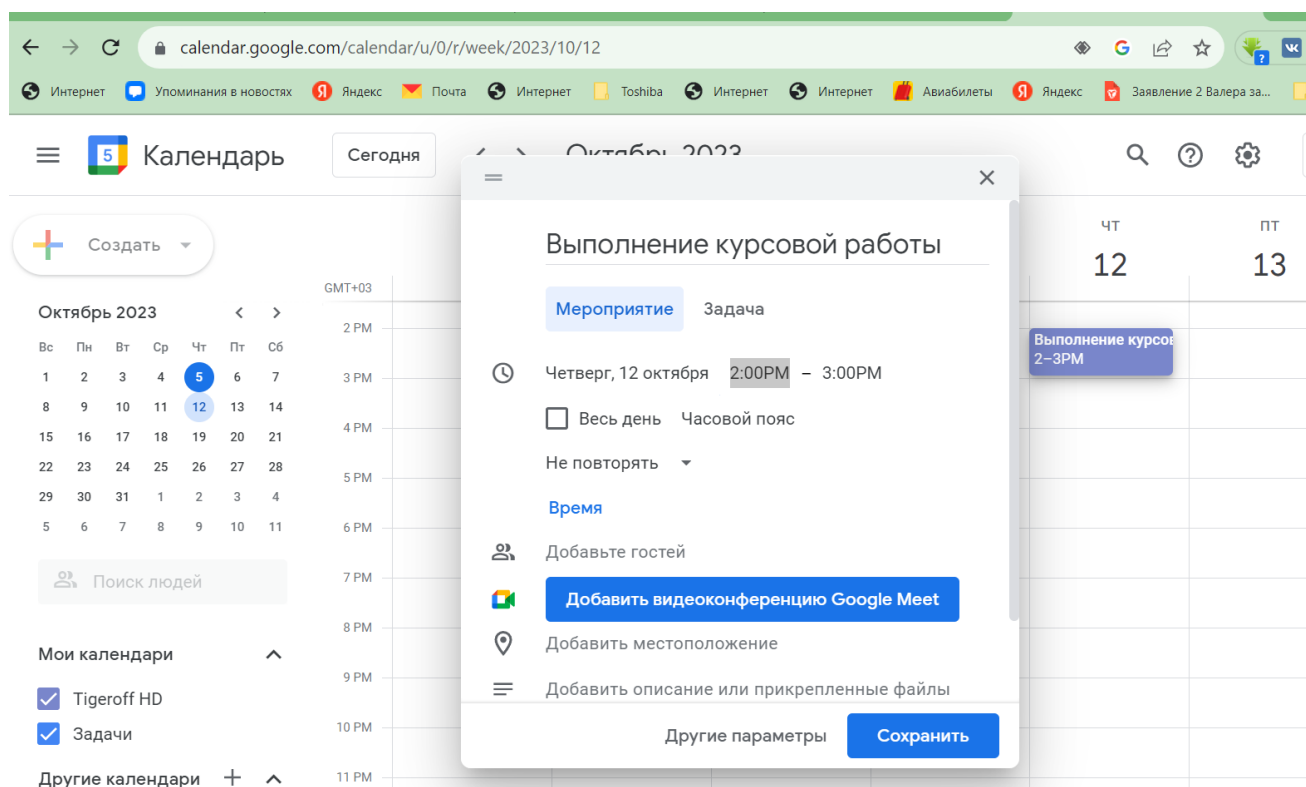 calendar.google.com/calendar/u/0/r/week/2023/10/12
Интернет Упоминания в новостях Яндекс Почта Интернет Toshiba Интернет Интернет Авиабилеты Яндекс Заявление 2 Валера за...
5 Календарь Сегодня Октябрь 2023
Создать
Выполнение курсовой работы
ЧТ ПТ
12 13
GMT+03
Мероприятие Задача
Октябрь 2023
Вс Пн Вт Ср Чт Пт Сб
1 2 3 4 5 6 7
8 9 10 11 12 13 14
15 16 17 18 19 20 21
22 23 24 25 26 27 28
29 30 31 1 2 3 4
5 6 7 8 9 10 11
Поиск людей
Мои календари
Tigeroff HD
Задачи
Другие календари
2 PM
3 PM
4 PM
5 PM
6 PM
7 PM
8 PM
9 PM
10 PM
11 PM
Четверг, 12 октября 2:00PM – 3:00PM
Весь день Часовой пояс
Не повторять
Время
Добавьте гостей
Добавить видеоконференцию Google Meet
Добавить местоположение
Добавить описание или прикрепленные файлы
Другие параметры Сохранить
Выполнение курсов
2–3PM